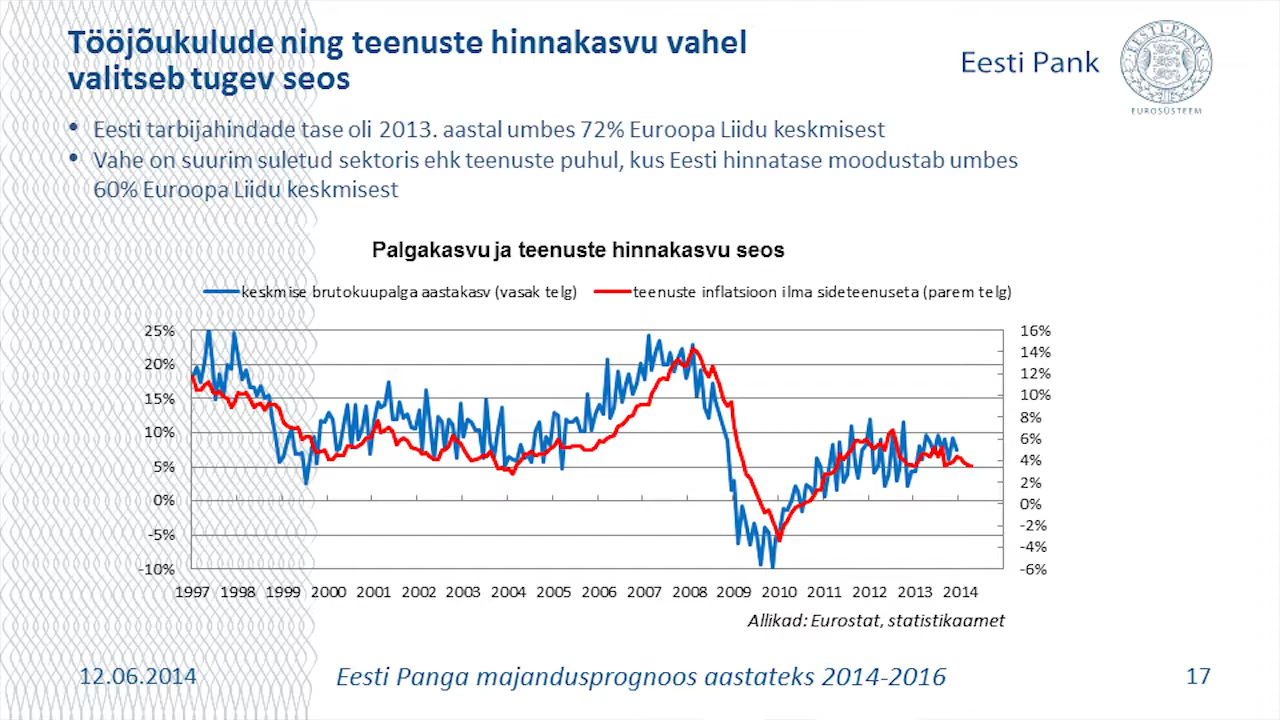 Tööjõukulude ning teenuste hinnakasvu vahel
valitseb tugev seos
Eesti Pank
EESTI PANK
EUROSÜSTEEM
• Eesti tarbijahindade tase oli 2013. aastal umbes 72% Euroopa Liidu keskmisest
• Vahe on suurim suletud sektoris ehk teenuste puhul, kus Eesti hinnatase moodustab umbes
60% Euroopa Liidu keskmisest
Palgakasvu ja teenuste hinnakasvu seos
keskmise brutokuupalga aastakasv (vasak telg)
teenuste inflatsioon ilma sideteenuseta (parem telg)
25%
20%
15%
10%
5%
0%
-5%
-10%
16%
14%
12%
10%
8%
6%
4%
2%
0%
-2%
-4%
-6%
1997 1998 1999 2000 2001 2002 2003 2004 2005 2006 2007 2008 2009 2010 2011 2012 2013 2014
Allikad: Eurostat, statistikaamet
12.06.2014
Eesti Panga majandusprognoos aastateks 2014-2016
17